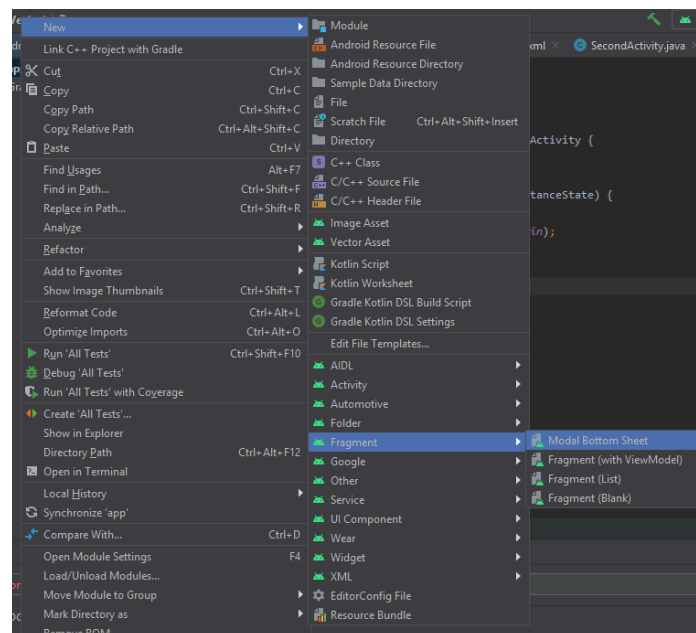 New
Link C++ Project with Gradle
Cut Ctrl+X
Copy Ctrl+C
Copy Path Ctrl+Shift+C
Copy Relative Path Ctrl+Alt+Shift+C
Paste Ctrl+V
Find Usages Alt+F7
Find in Path... Ctrl+Shift+F
Replace in Path... Ctrl+Shift+R
Analyze
Refactor
Add to Favorites
Show Image Thumbnails Ctrl+Shift+T
Reformat Code Ctrl+Alt+L
Optimize Imports Ctrl+Alt+O
Run 'All Tests' Ctrl+Shift+F10
Debug 'All Tests'
Run 'All Tests' with Coverage
Create 'All Tests'...
Show in Explorer
Directory Path Ctrl+Alt+F12
Open in Terminal
Local History
Synchronize 'app'
Compare With... Ctrl+D
Open Module Settings F4
Load/Unload Modules...
Move Module to Group
Mark Directory as
Remove BOM
Module
Android Resource File
Android Resource Directory
Sample Data Directory
File
Scratch File Ctrl+Alt+Shift+Insert
Directory
C++ Class
C/C++ Source File
C/C++ Header File
Image Asset
Vector Asset
Kotlin Script
Kotlin Worksheet
Gradle Kotlin DSL Build Script
Gradle Kotlin DSL Settings
Edit File Templates...
AIDL
Activity
Automotive
Folder
Fragment
Google
Other
Service
UI Component
Wear
Widget
XML
EditorConfig File
Resource Bundle
Modal Bottom Sheet
Fragment (with ViewModel)
Fragment (List)
Fragment (Blank)
xml SecondActivity.java
Activity {
tanceState) {
in);